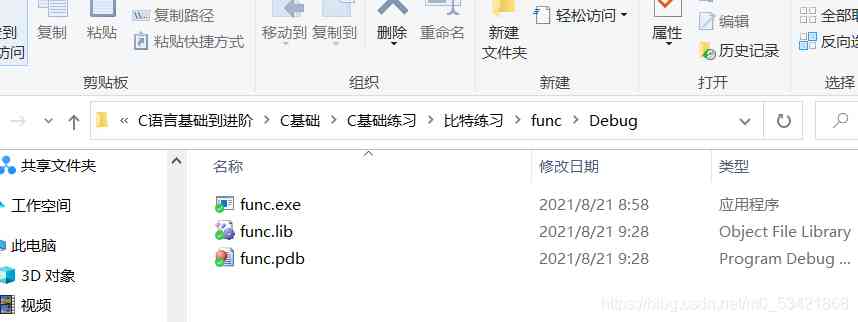 复制路径
轻松访问
编辑
全部取
到
复制
粘贴
粘贴快捷方式
移动到 复制到
删除
重命名
新建
属性
反向选
访问
文件夹
历史记录
剪贴板
组织
新建
打开
选择
« C语言基础到进阶 > C基础 > C基础练习 > 比特练习 > func > Debug
共享文件夹
名称 修改日期 类型
工作空间
func.exe 2021/8/21 8:58 应用程序
func.lib 2021/8/21 9:28 Object File Library
此电脑
func.pdb 2021/8/21 9:28 Program Debug ...
3D 对象
视频
https://blog.csdn.net/m0_53421868